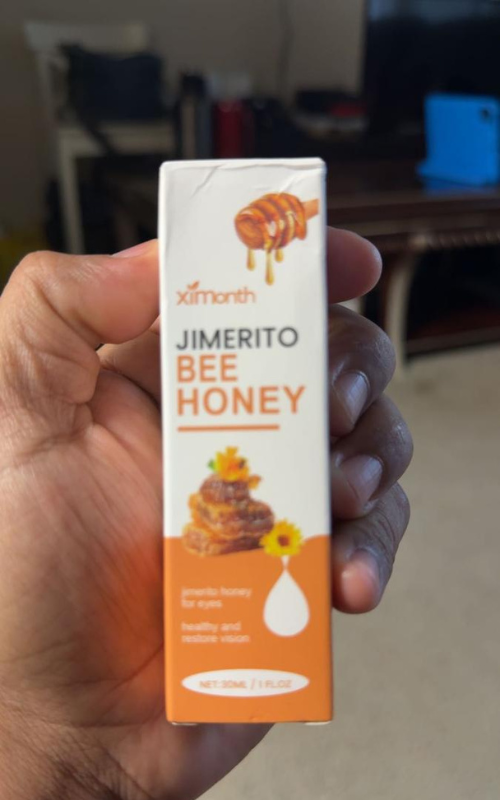 ximonth
JIMERITO
BEE
HONEY
jimerito honey
for eyes
healthy and
restore vision
NET:30ML / 1 FL.OZ